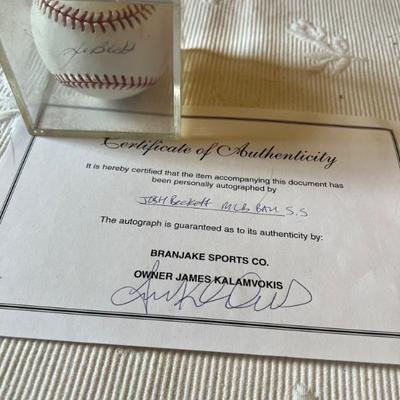 Certificate of Authenticity
It is hereby certified that the item accompanying this document has
been personally autographed by
JOSH Beckett MLB BALL S.S
The autograph is guaranteed as to its authenticity by:
BRANJAKE SPORTS CO.
OWNER JAMES KALAMVOKIS